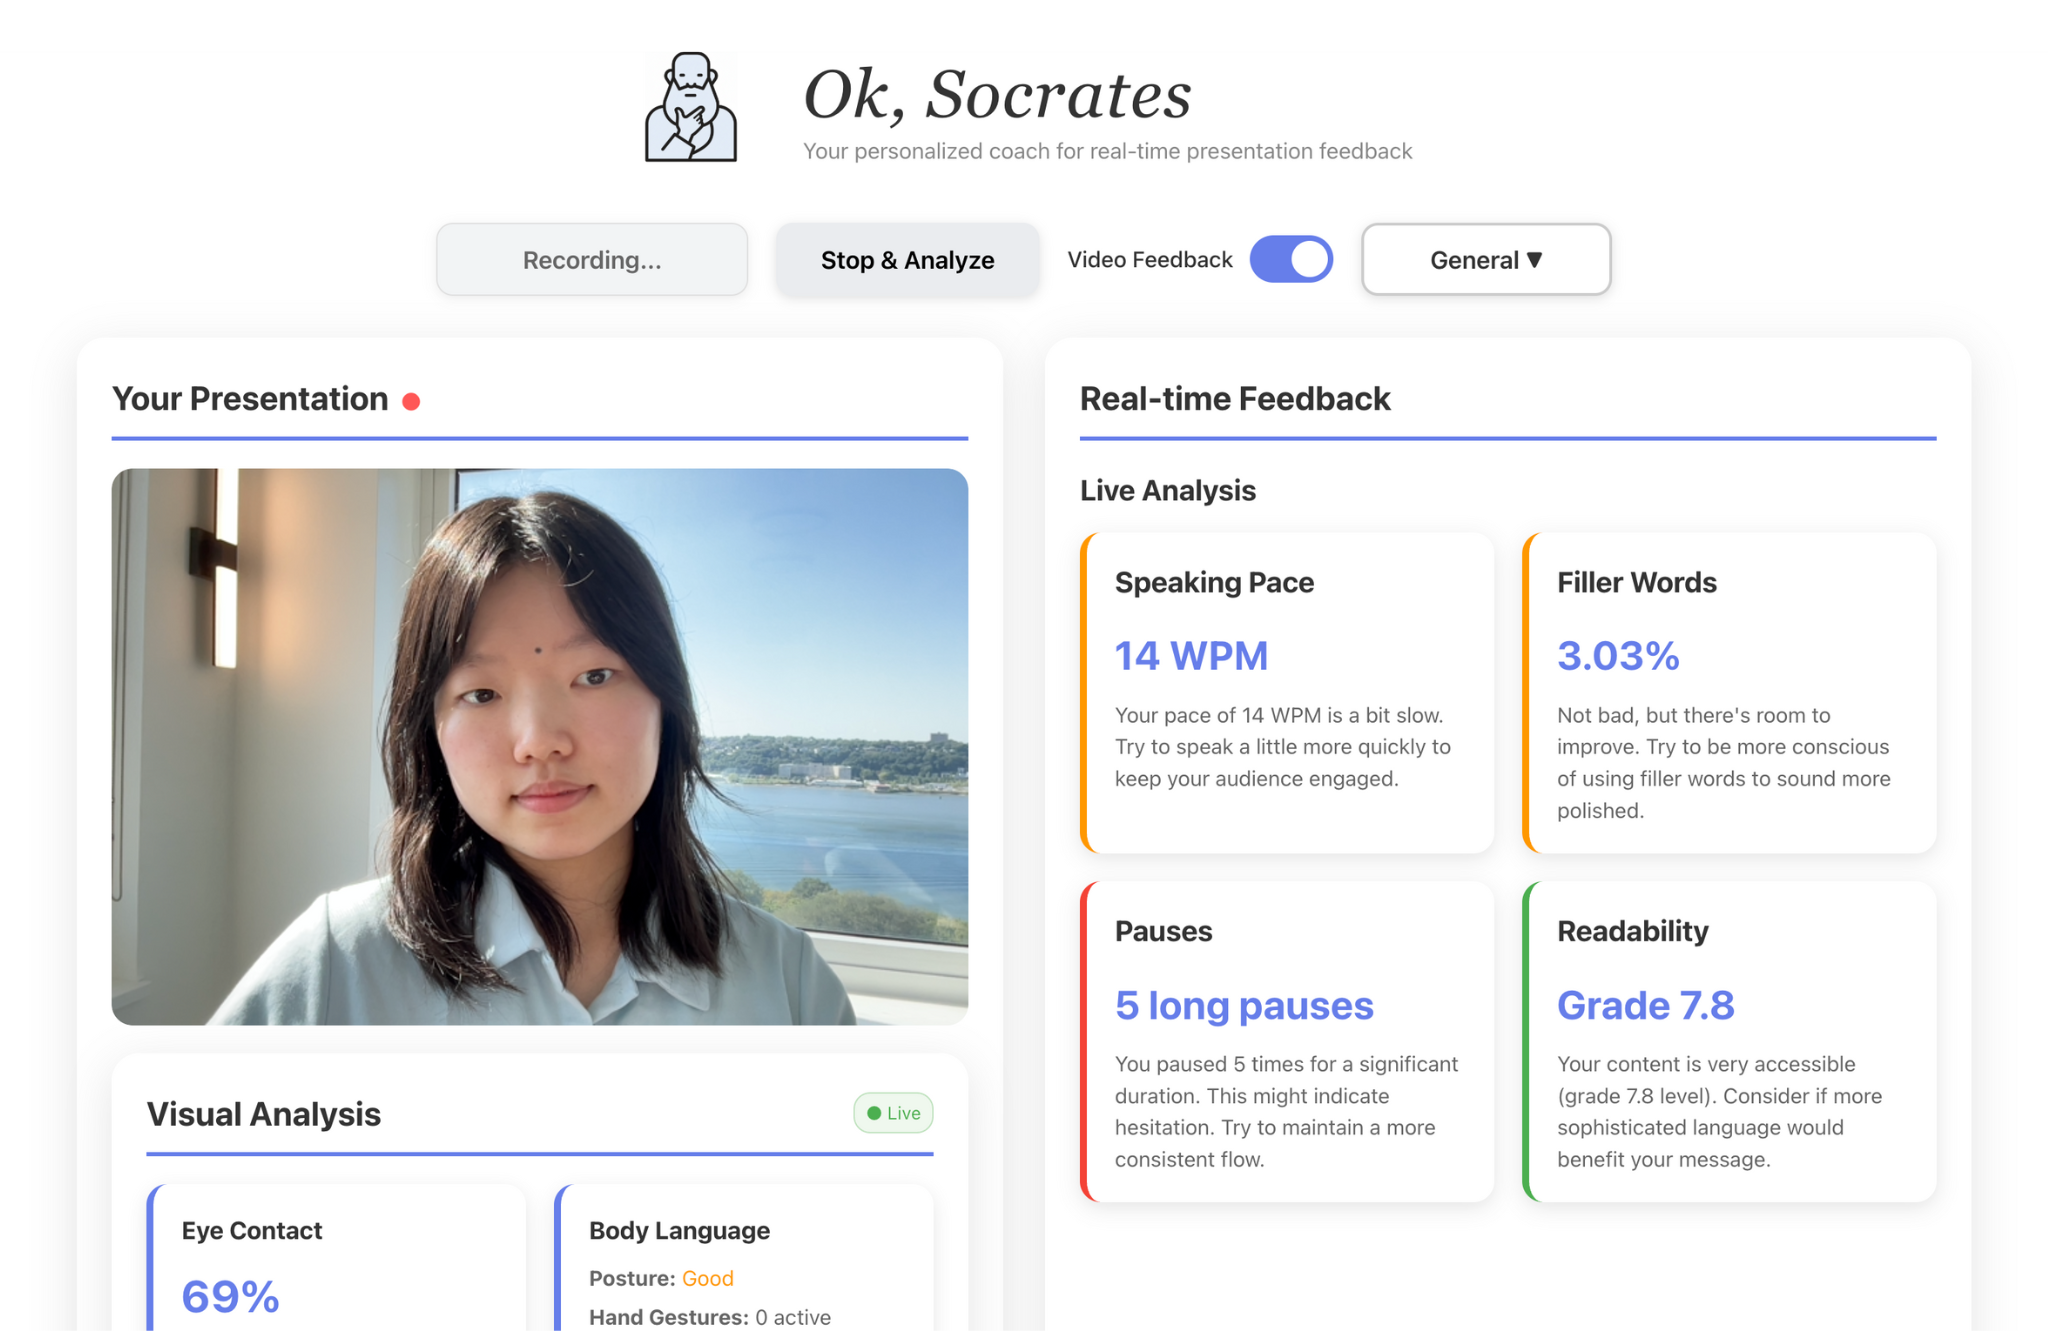 Ok, Socrates
Your personalized coach for real-time presentation feedback
Recording...
Stop & Analyze
Video Feedback
General ▼
Your Presentation
Visual Analysis
Live
Eye Contact
69%
Body Language
Posture: Good
Hand Gestures: 0 active
Real-time Feedback
Live Analysis
Speaking Pace
14 WPM
Your pace of 14 WPM is a bit slow.
Try to speak a little more quickly to
keep your audience engaged.
Filler Words
3.03%
Not bad, but there's room to
improve. Try to be more conscious
of using filler words to sound more
polished.
Pauses
5 long pauses
You paused 5 times for a significant
duration. This might indicate
hesitation. Try to maintain a more
consistent flow.
Readability
Grade 7.8
Your content is very accessible
(grade 7.8 level). Consider if more
sophisticated language would
benefit your message.